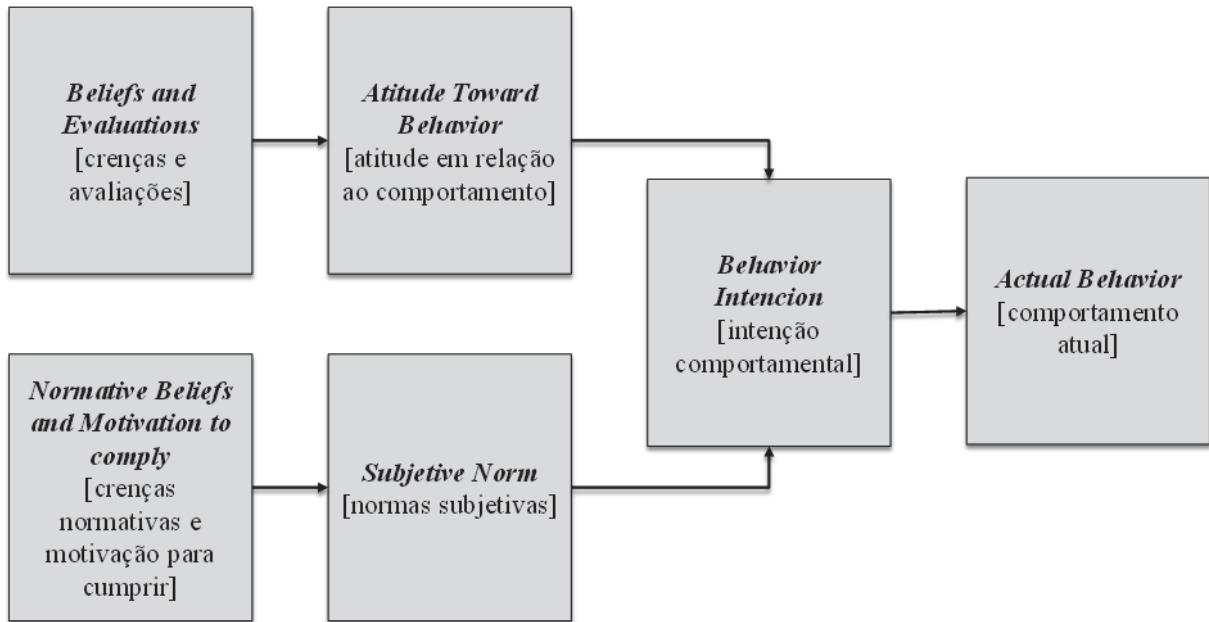 Beliefs and
Evaluations
[crenças e
avaliações]
Atitude Toward
Behavior
[atitude em relação
ao comportamento]
Behavior
Intencion
[intenção
comportamental]
Actual Behavior
[comportamento
atual]
Normative Beliefs
and Motivation to
comply
[crenças
normativas e
motivação para
cumprir]
Subjetive Norm
[normas subjetivas]